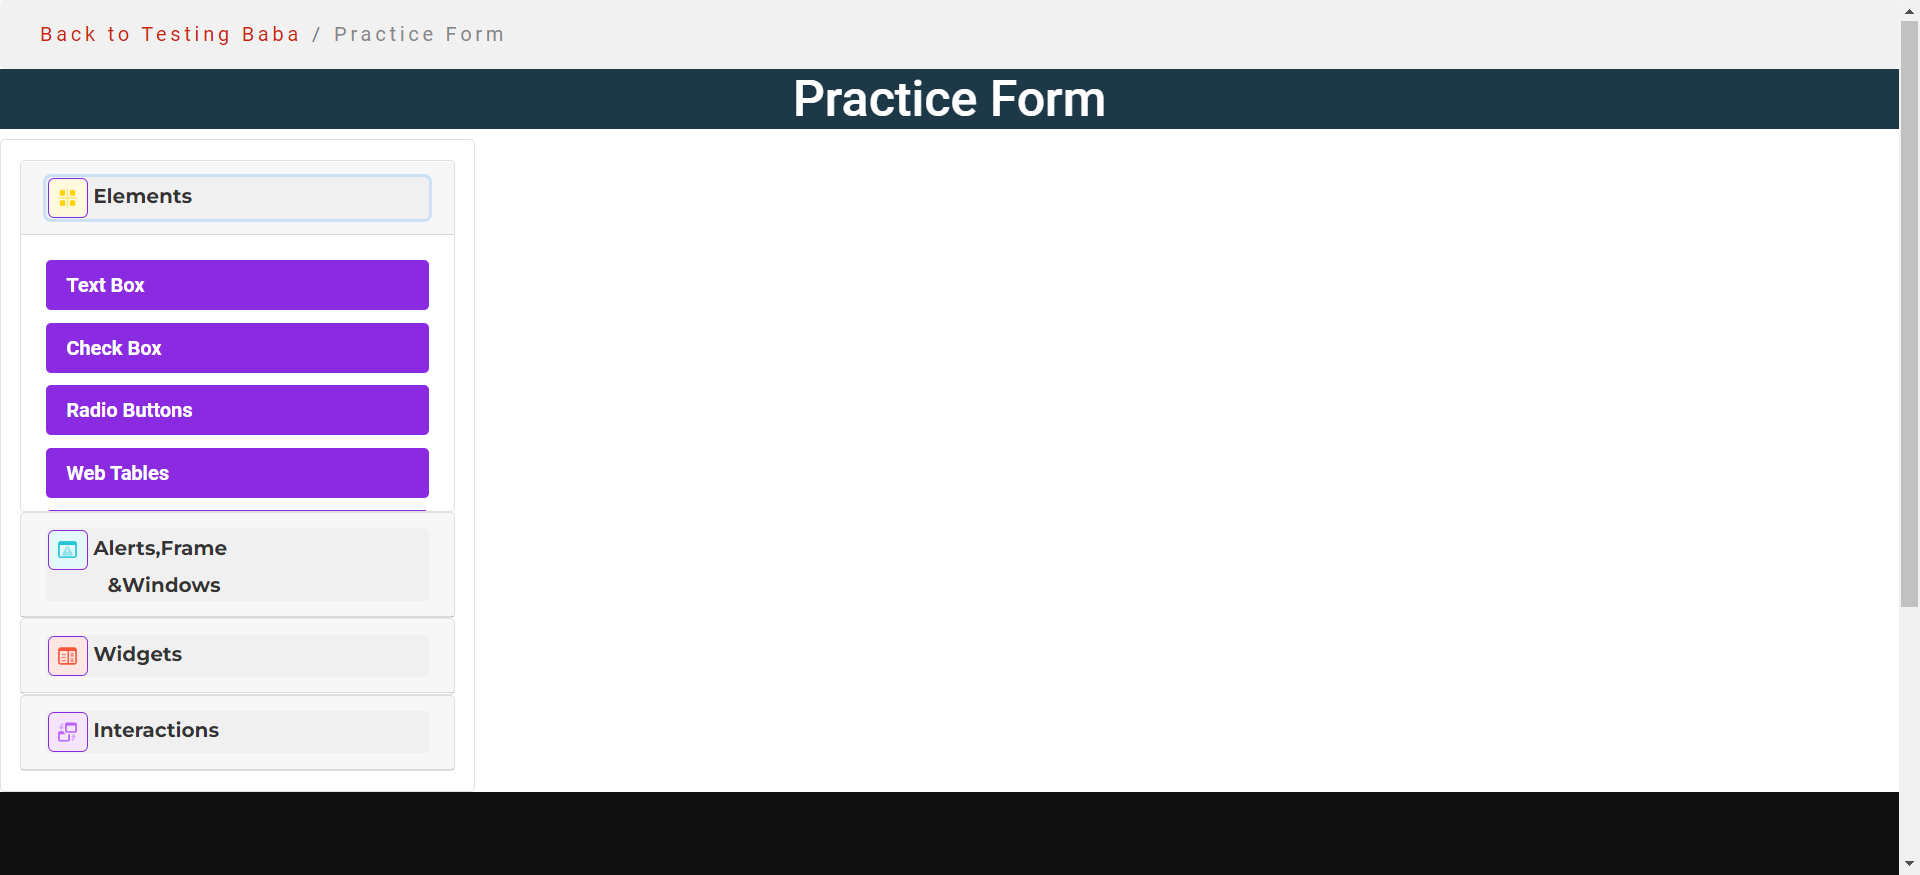 Back to Testing Baba / Practice Form
Practice Form
Elements
Text Box
Check Box
Radio Buttons
Web Tables
Alerts,Frame
&Windows
Widgets
Interactions